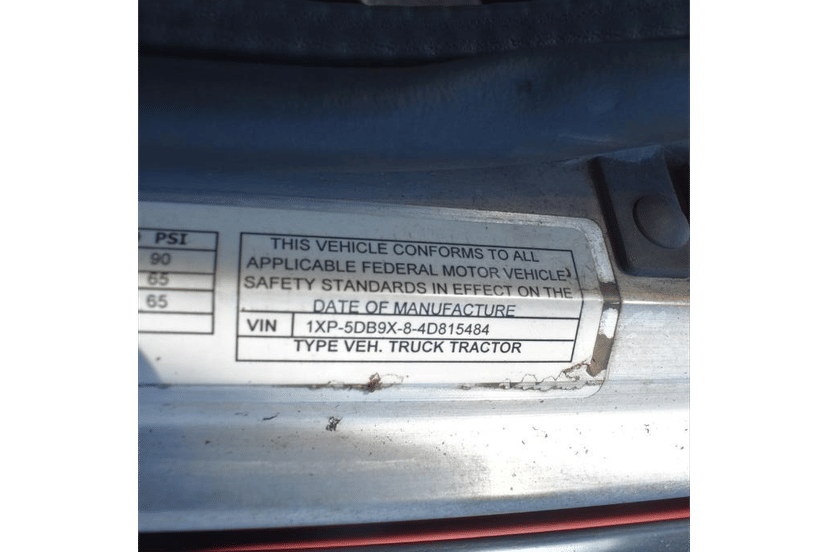 PSI
90
65
65
THIS VEHICLE CONFORMS TO ALL
APPLICABLE FEDERAL MOTOR VEHICLE
SAFETY STANDARDS IN EFFECT ON THE
DATE OF MANUFACTURE
VIN 1XP-5DB9X-8-4D815484
TYPE VEH. TRUCK TRACTOR